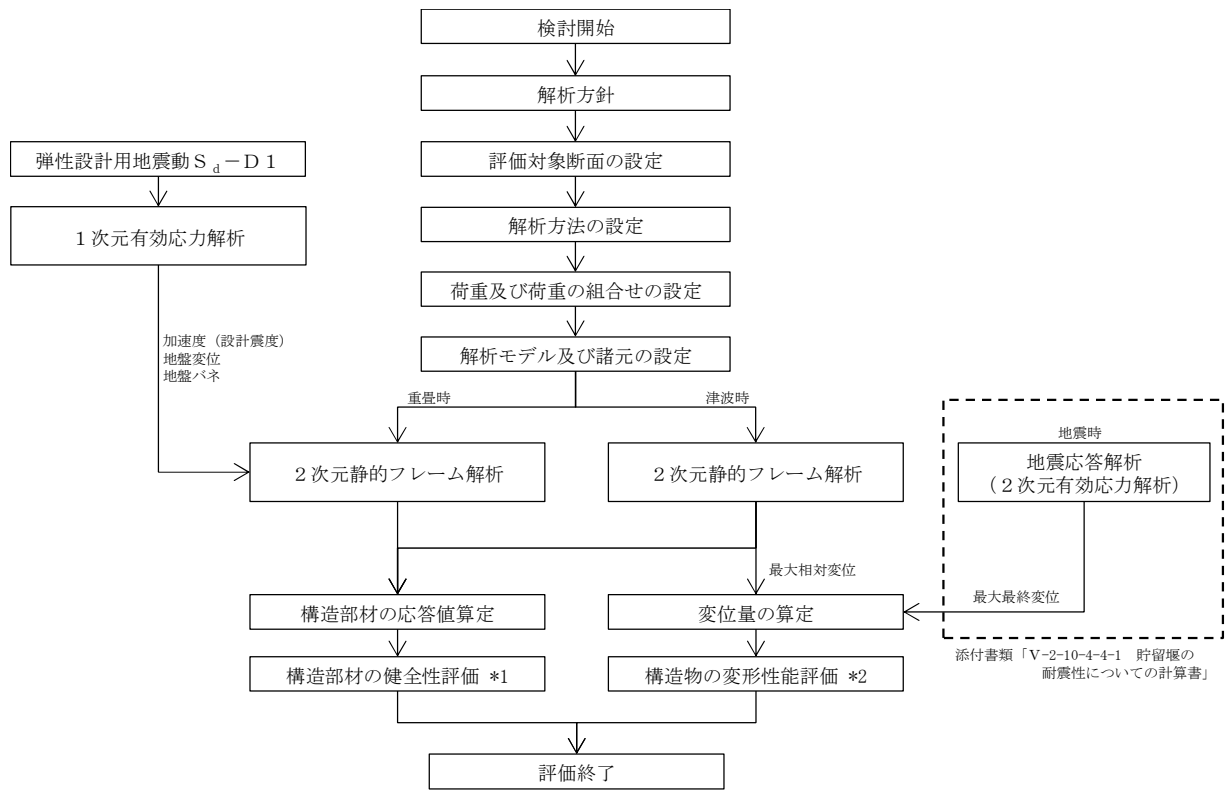 検討開始
解析方針
弾性設計用地震動Sd－D1
評価対象断面の設定
1次元有効応力解析
解析方法の設定
荷重及び荷重の組合せの設定
加速度（設計震度）
地盤変位
地盤バネ
解析モデル及び諸元の設定
重畳時
津波時
地震時
2次元静的フレーム解析
2次元静的フレーム解析
地震応答解析
（2次元有効応力解析）
最大相対変位
最大最終変位
構造部材の応答値算定
変位量の算定
構造部材の健全性評価 *1
構造物の変形性能評価 *2
添付書類「Ⅴ-2-10-4-4-1　貯留堰の
耐震性についての計算書」
評価終了